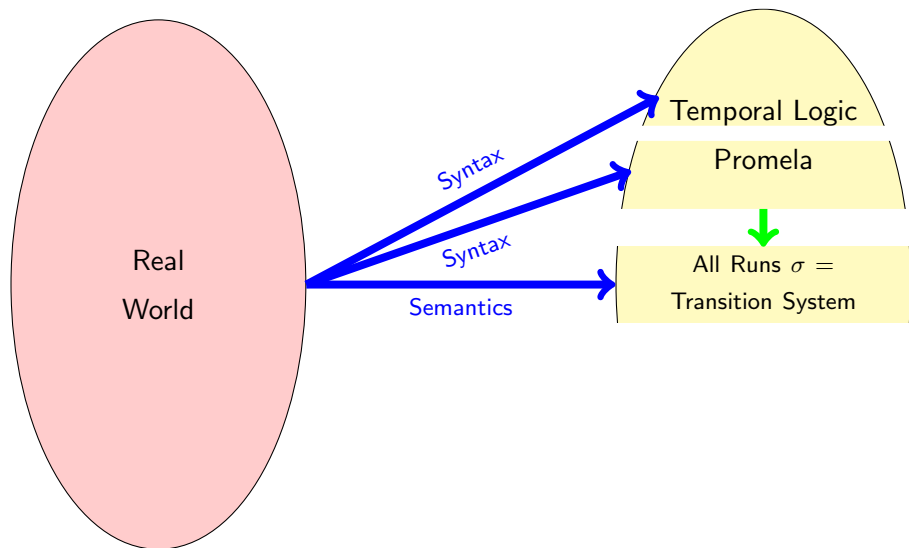 Real
World
Syntax
Syntax
Semantics
Temporal Logic
Promela
All Runs σ =
Transition System